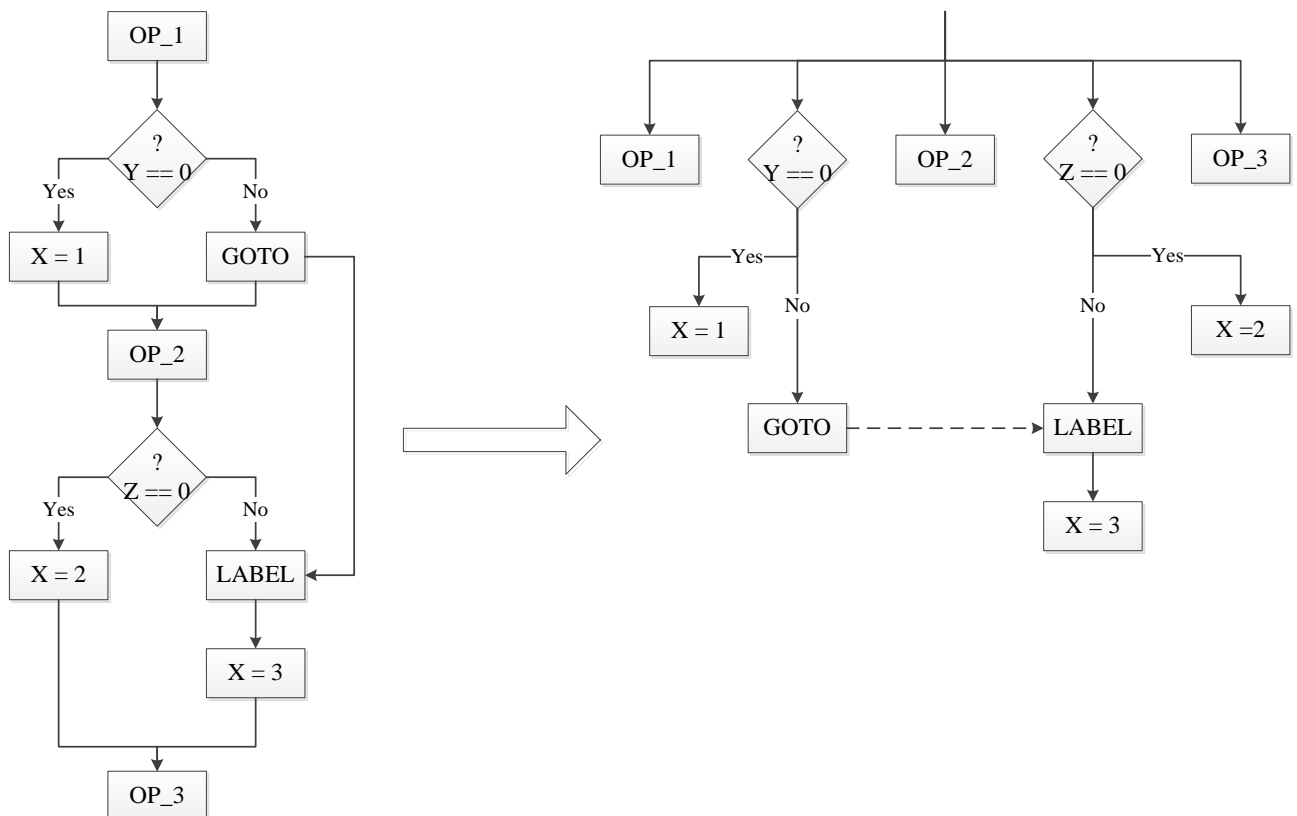 OP_1
?
Y == 0
Yes
No
X = 1
GOTO
OP_2
?
Z == 0
Yes
No
X = 2
LABEL
X = 3
OP_3
OP_1
?
Y == 0
OP_2
?
Z == 0
OP_3
Yes
No
X = 1
GOTO
Yes
No
X =2
LABEL
X = 3